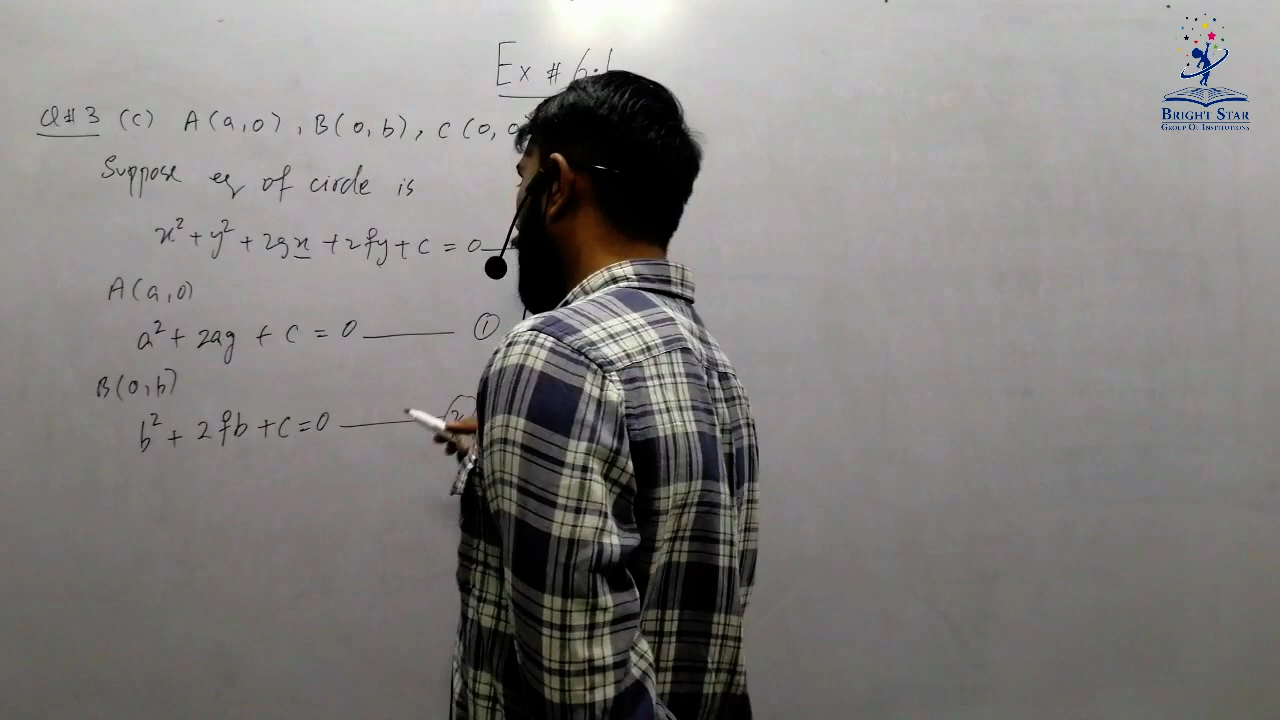 Ex # 6.1
Q#3 (c) A(a,0), B(0,b), C(0,0
Suppose eq of circle is
x² + y² + 2gx + 2fy + c = 0
A(a,0)
a² + 2ag + c = 0 ——— ①
B(0,b)
b² + 2fb + c = 0 ——— ②
BRIGHT STAR
GROUP OF INSTITUTIONS